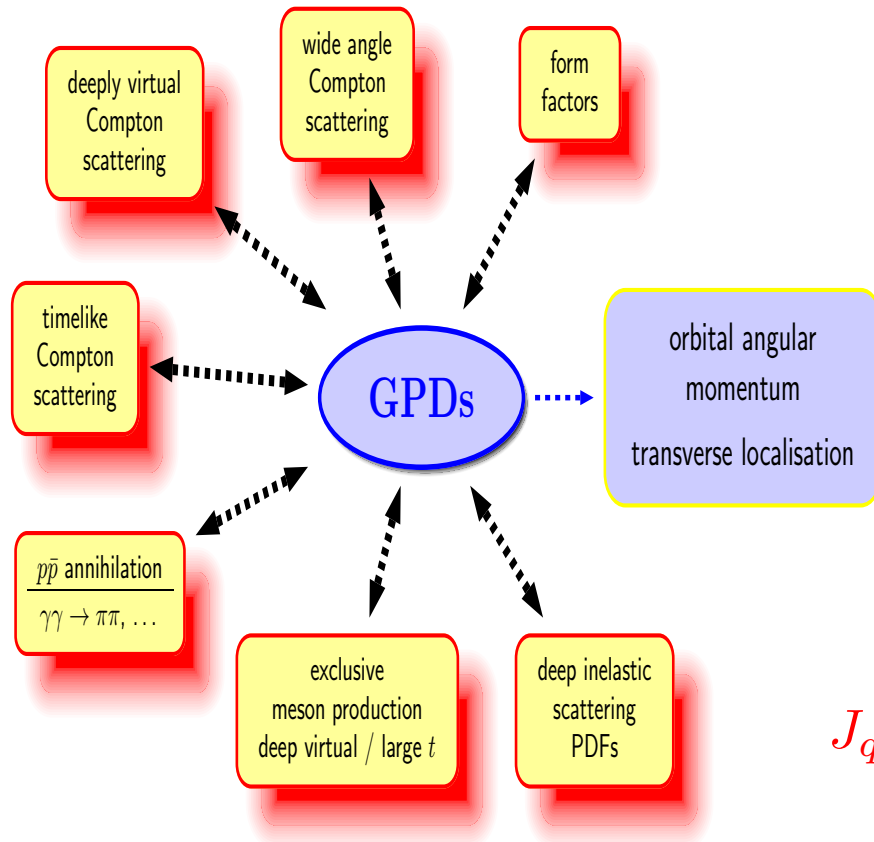 deeply virtual
Compton
scattering
wide angle
Compton
scattering
form
factors
timelike
Compton
scattering
GPDs
orbital angular
momentum
transverse localisation
pp̄ annihilation
γγ → ππ, …
exclusive
meson production
deep virtual / large t
deep inelastic
scattering
PDFs
J_q